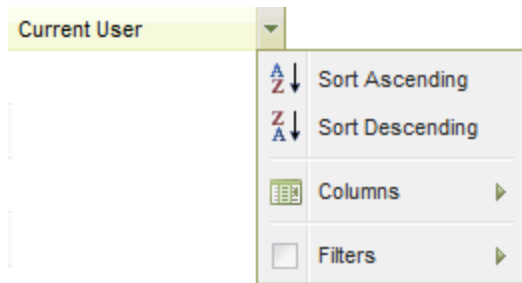 Current User
Sort Ascending
Sort Descending
Columns
Filters